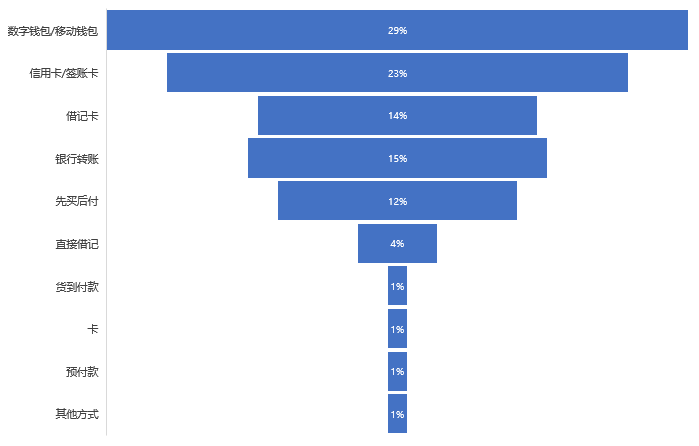 数字钱包/移动钱包 29%
信用卡/签账卡 23%
借记卡 14%
银行转账 15%
先买后付 12%
直接借记 4%
货到付款 1%
卡 1%
预付款 1%
其他方式 1%